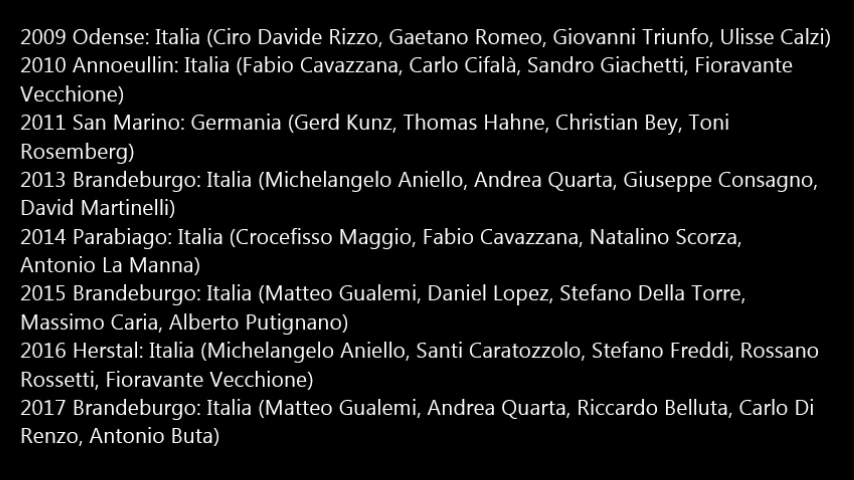 2009 Odense: Italia (Ciro Davide Rizzo, Gaetano Romeo, Giovanni Triunfo, Ulisse Calzi)
2010 Annoeullin: Italia (Fabio Cavazzana, Carlo Cifalà, Sandro Giachetti, Fioravante
Vecchione)
2011 San Marino: Germania (Gerd Kunz, Thomas Hahne, Christian Bey, Toni
Rosemberg)
2013 Brandeburgo: Italia (Michelangelo Aniello, Andrea Quarta, Giuseppe Consagno,
David Martinelli)
2014 Parabiago: Italia (Crocefisso Maggio, Fabio Cavazzana, Natalino Scorza,
Antonio La Manna)
2015 Brandeburgo: Italia (Matteo Gualemi, Daniel Lopez, Stefano Della Torre,
Massimo Caria, Alberto Putignano)
2016 Herstal: Italia (Michelangelo Aniello, Santi Caratozzolo, Stefano Freddi, Rossano
Rossetti, Fioravante Vecchione)
2017 Brandeburgo: Italia (Matteo Gualemi, Andrea Quarta, Riccardo Belluta, Carlo Di
Renzo, Antonio Buta)